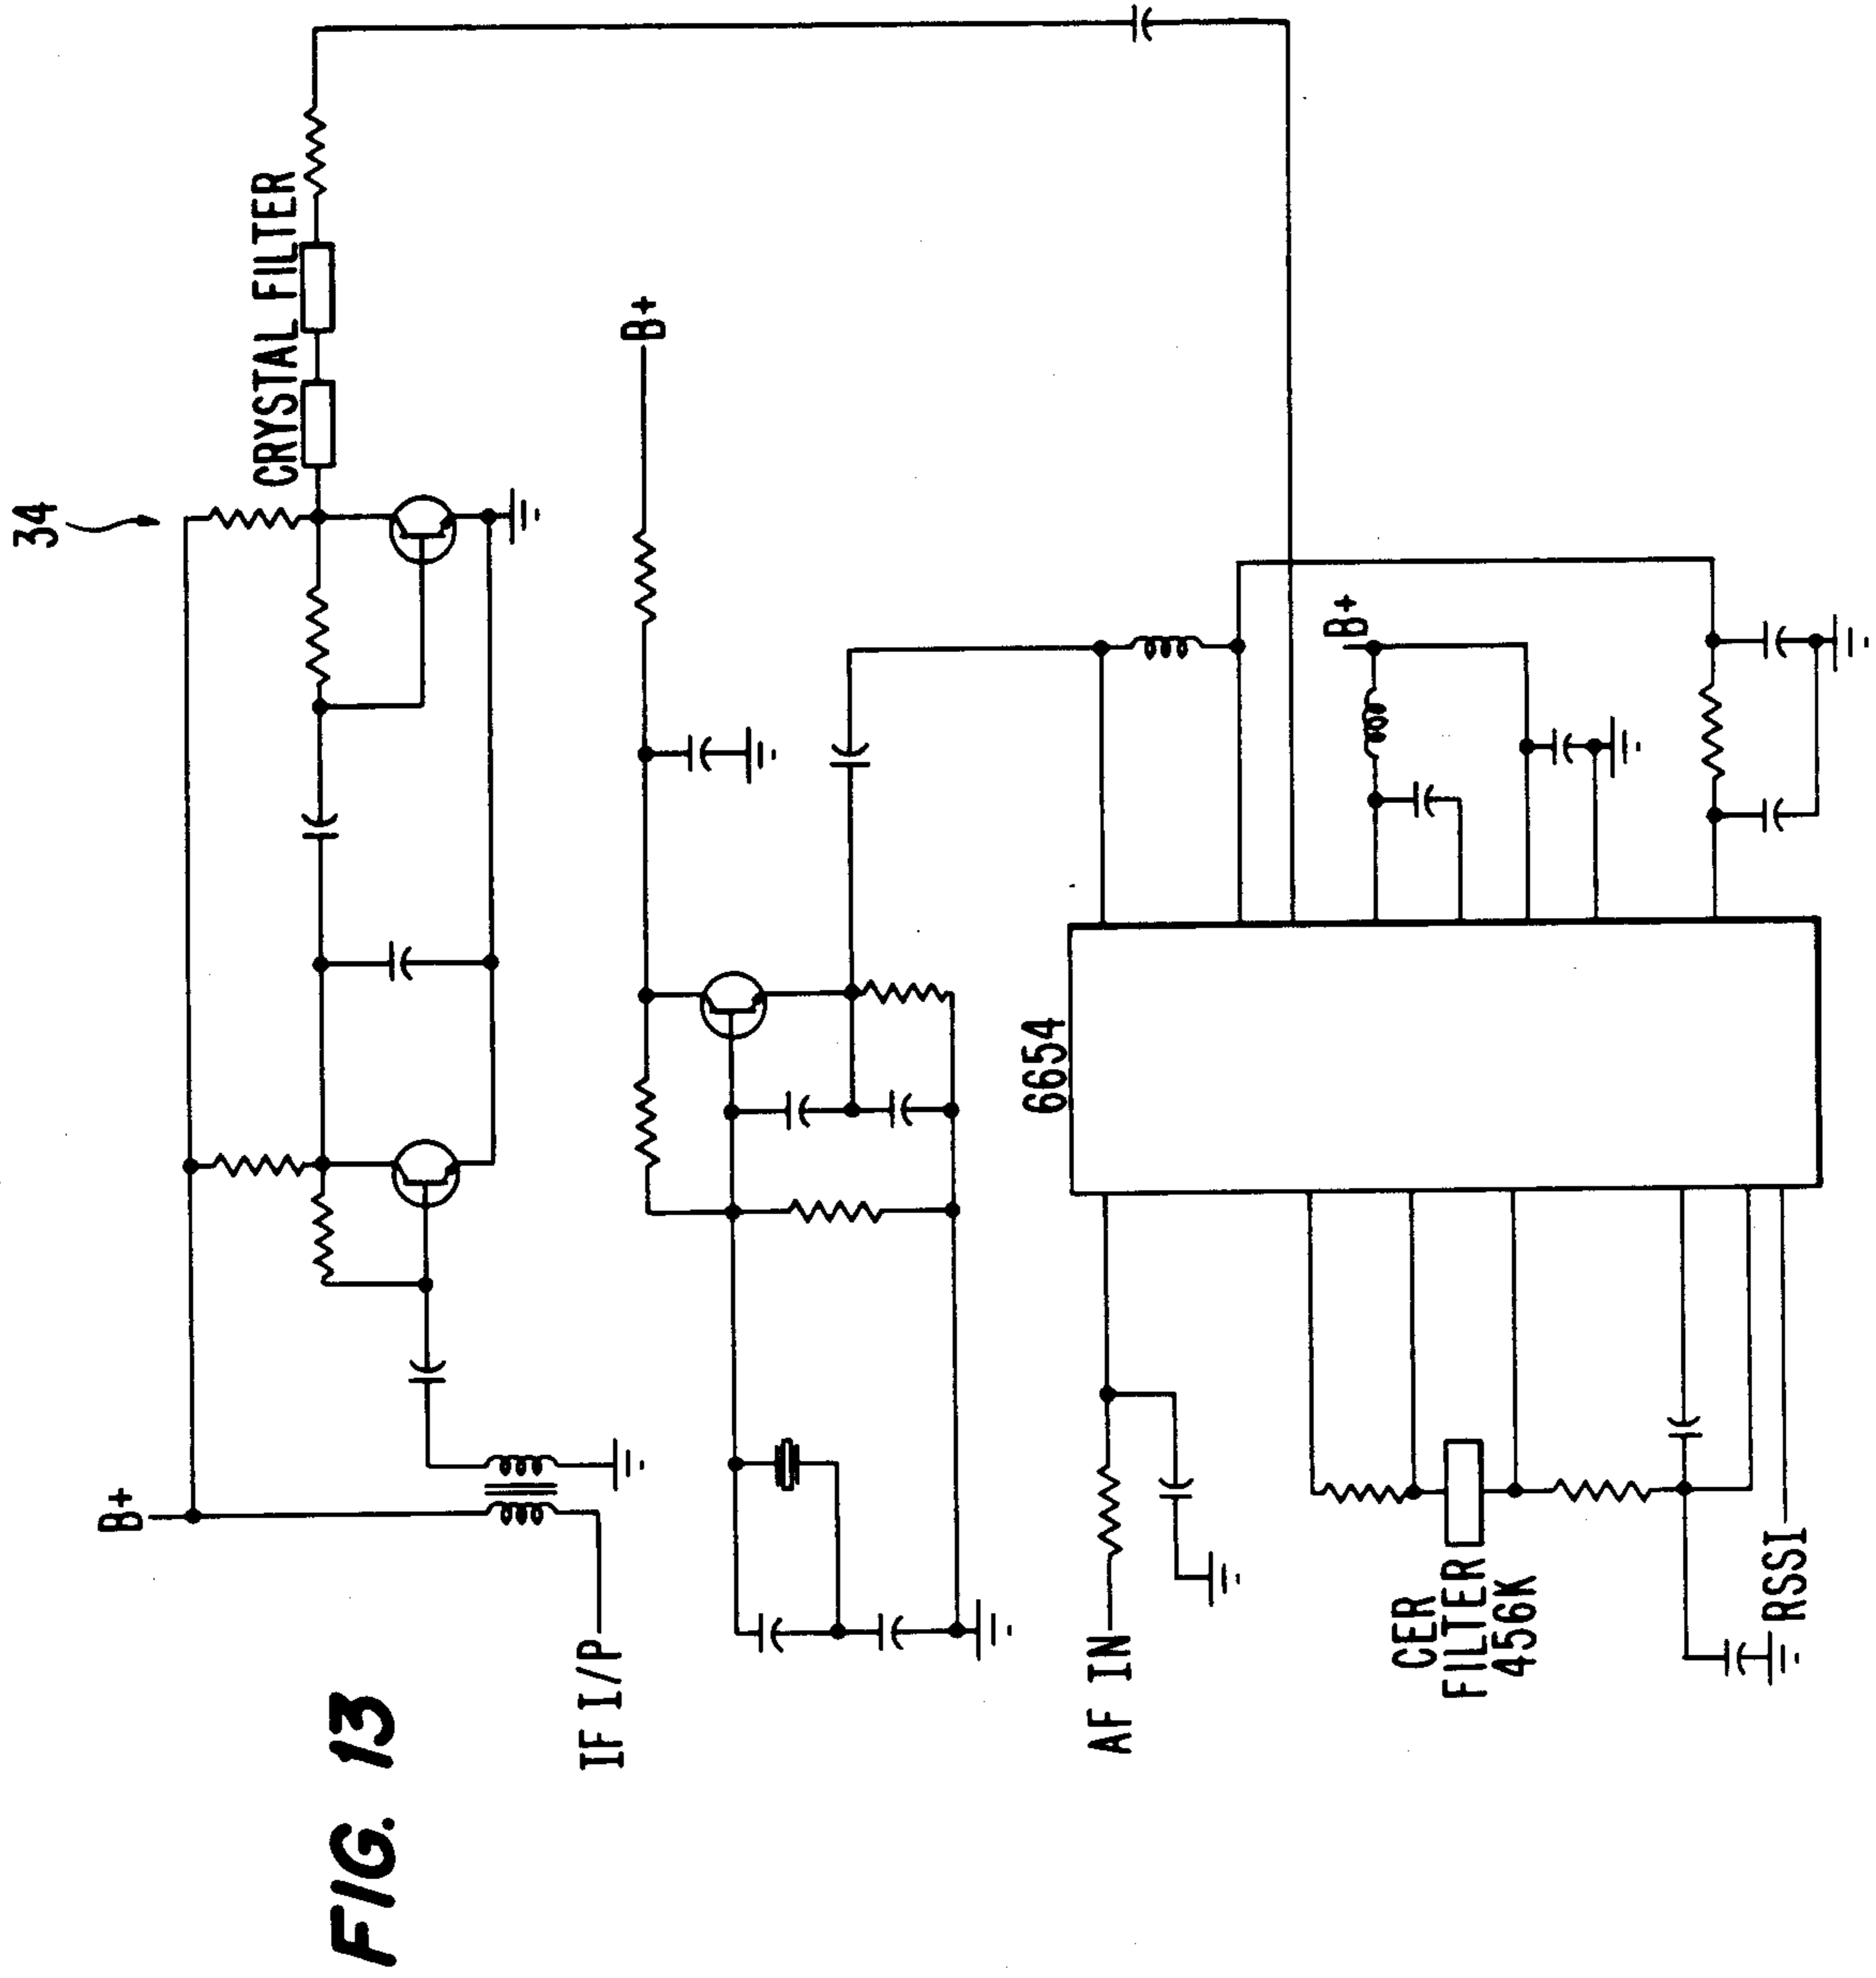 FIG. 13
34
B+
CRYSTAL FILTER
IF I/P
B+
AF IN
6654
B+
CER
FILTER
456K
RSSI